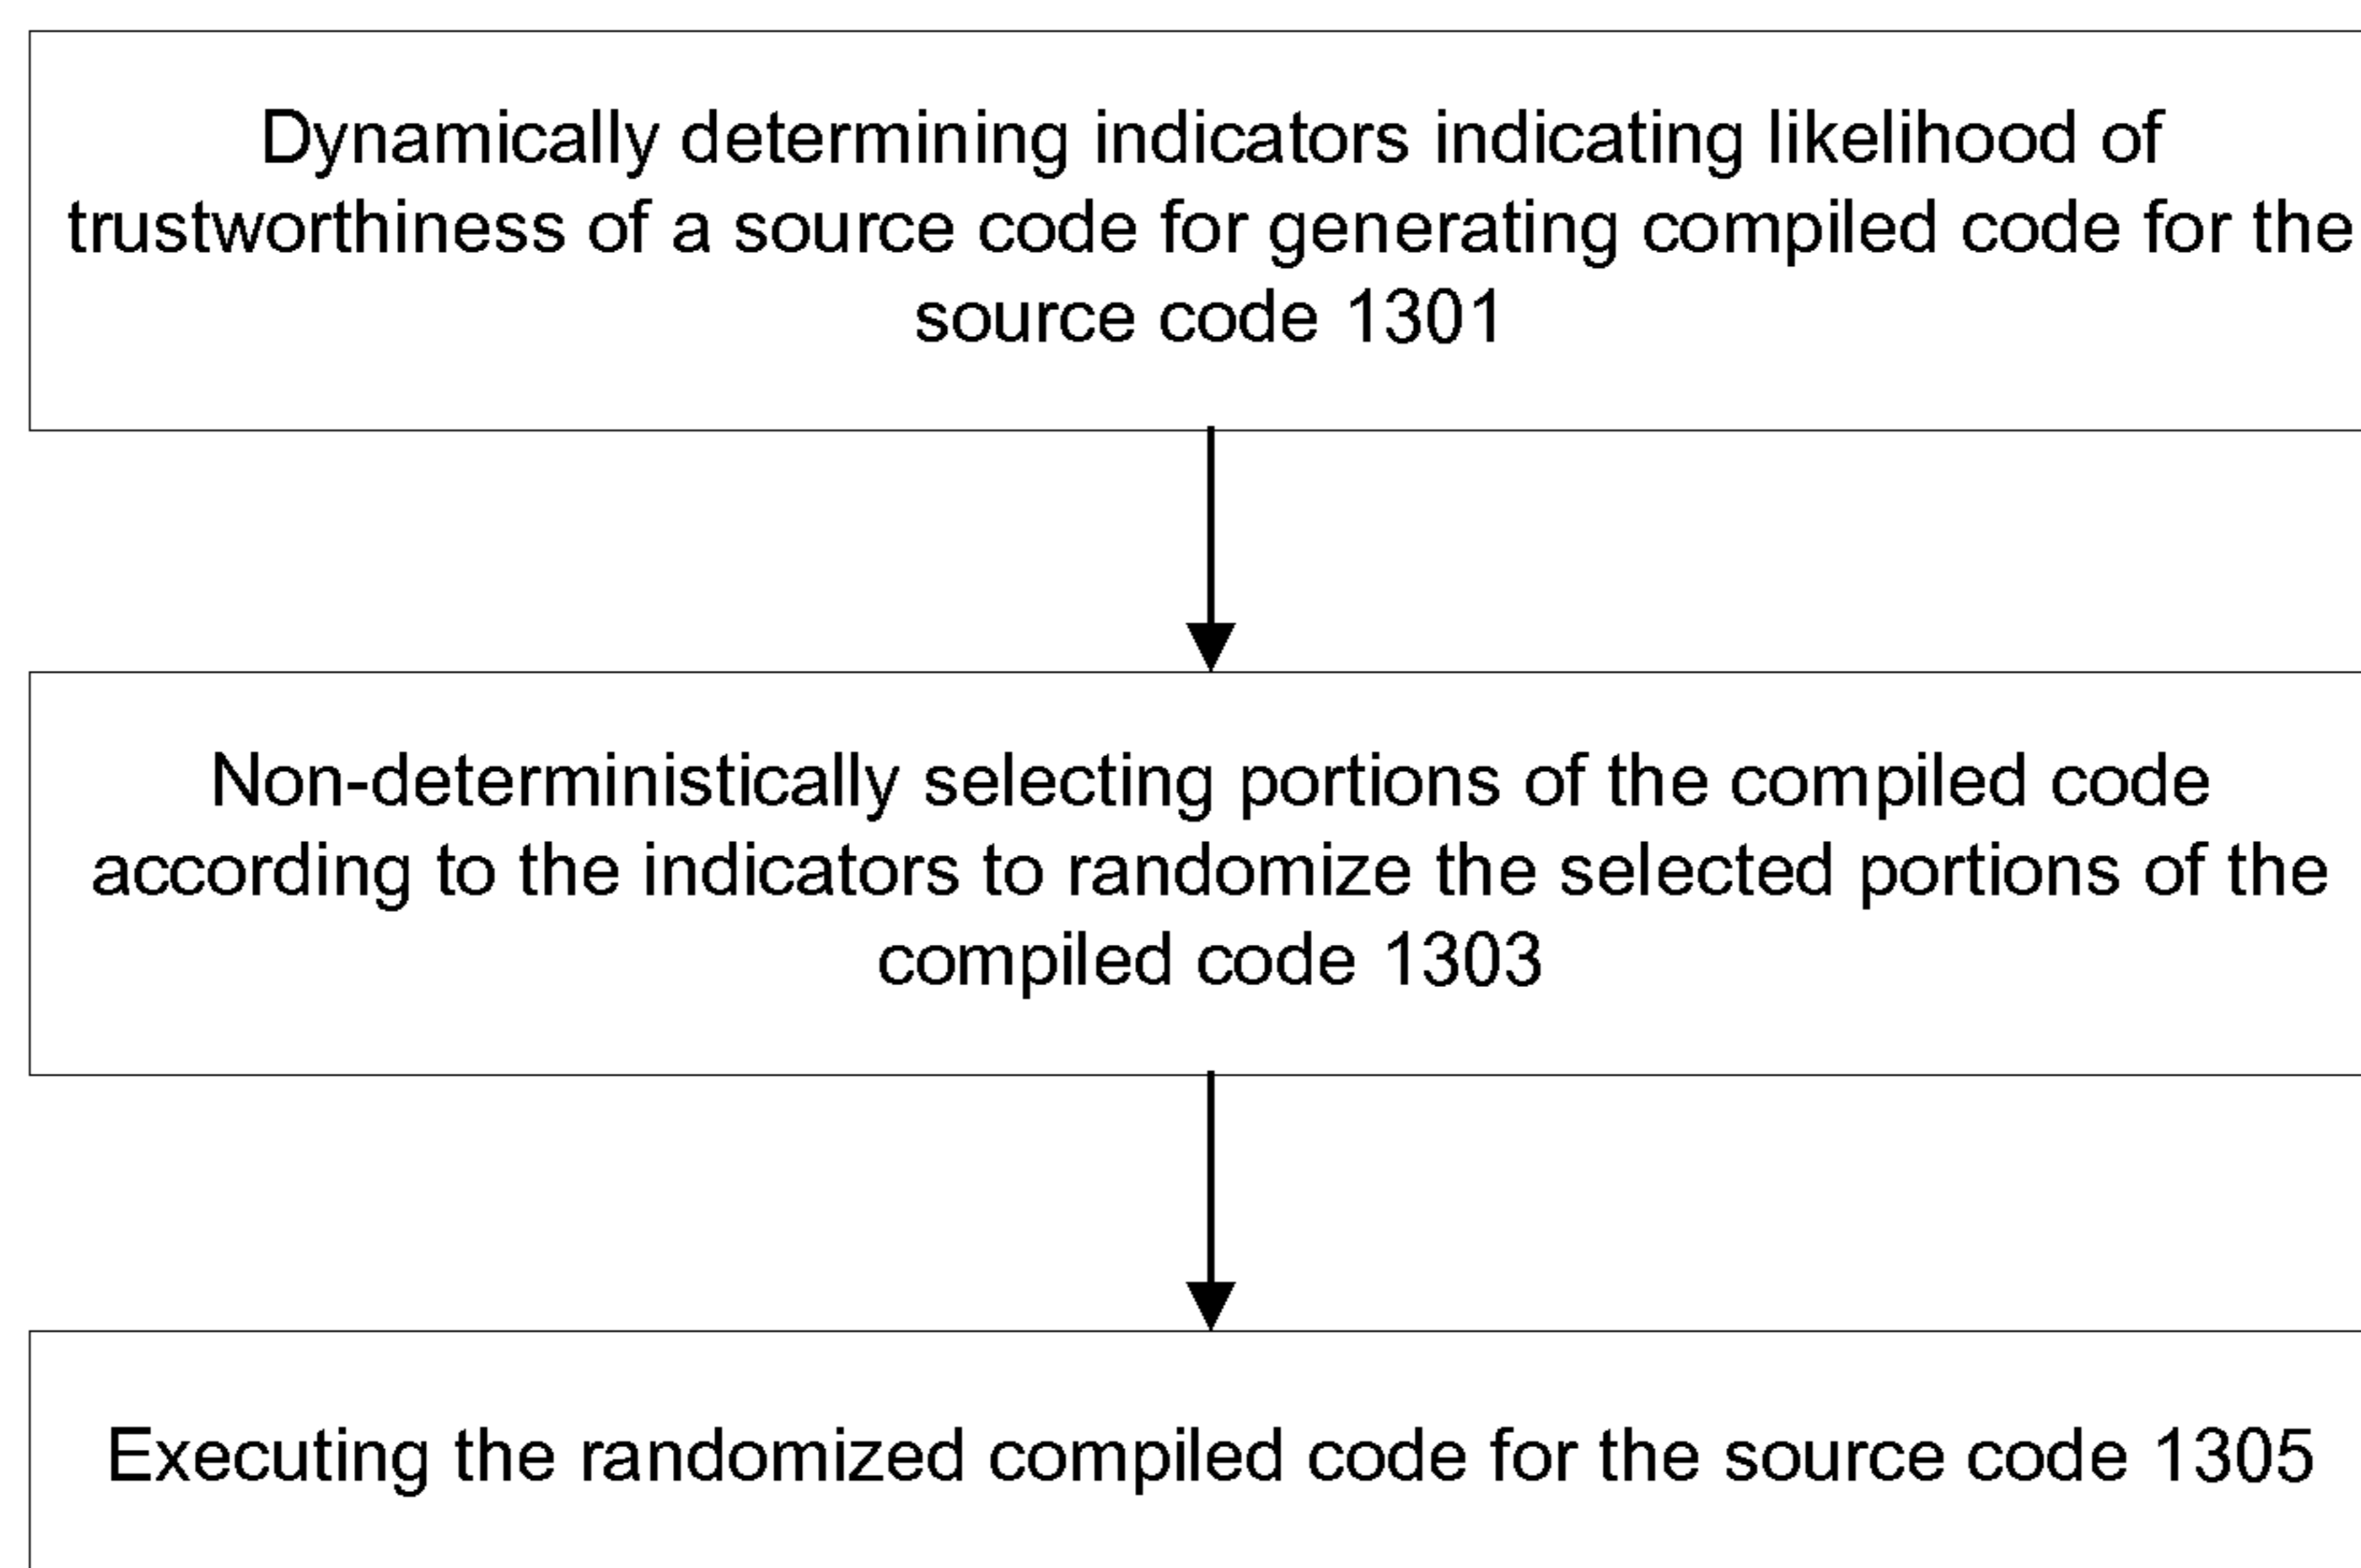 Dynamically determining indicators indicating likelihood of
trustworthiness of a source code for generating compiled code for the
source code 1301
Non-deterministically selecting portions of the compiled code
according to the indicators to randomize the selected portions of the
compiled code 1303
Executing the randomized compiled code for the source code 1305